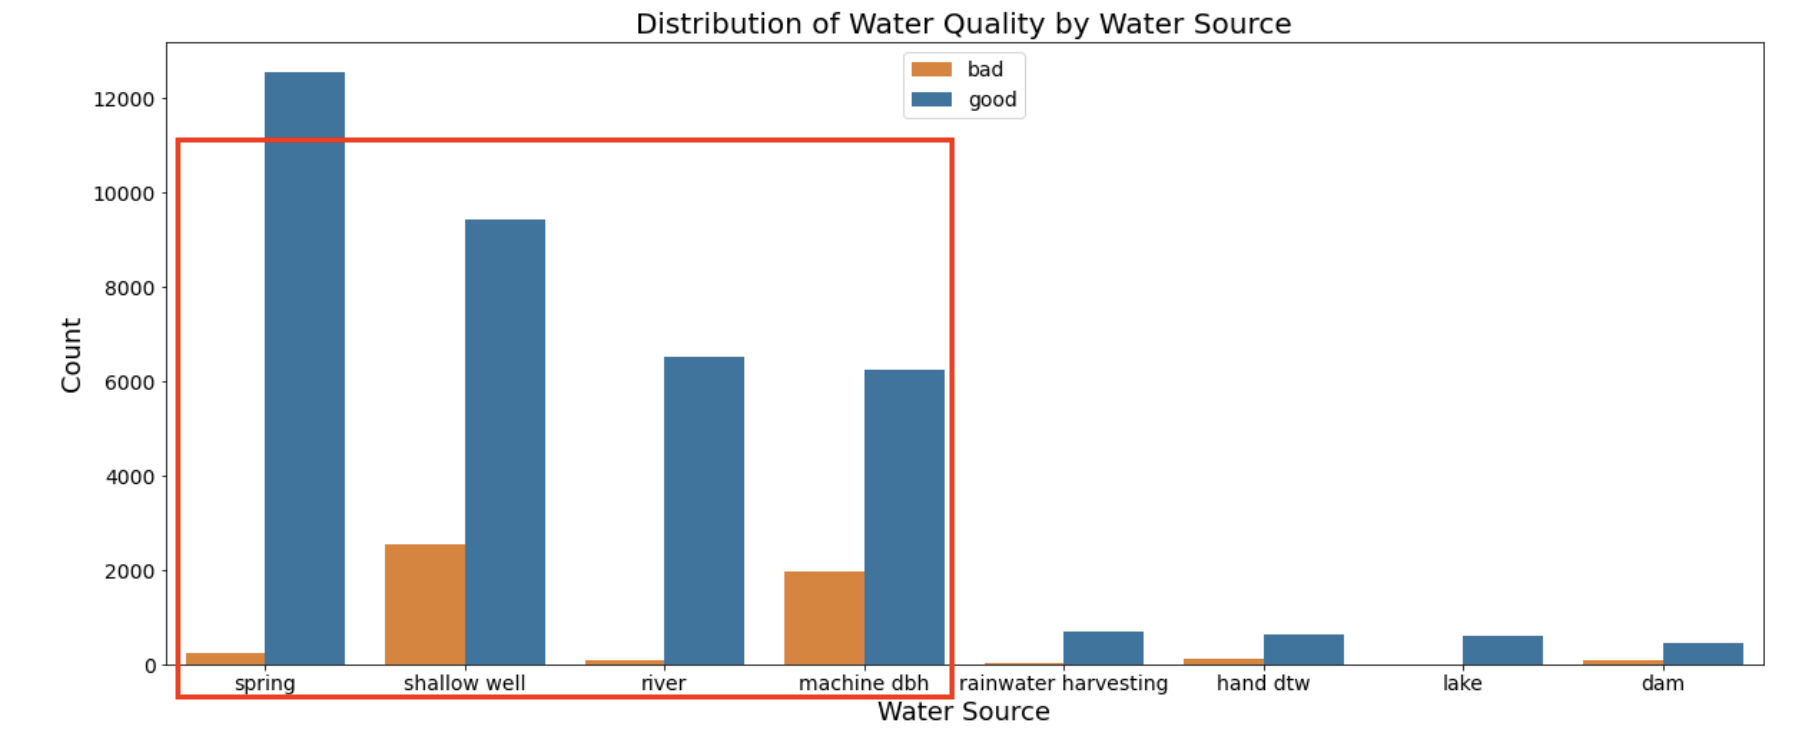 Distribution of Water Quality by Water Source
bad
good
12000
10000
8000
6000
4000
2000
0
Count
spring shallow well river machine dbh rainwater harvesting hand dtw lake dam
Water Source